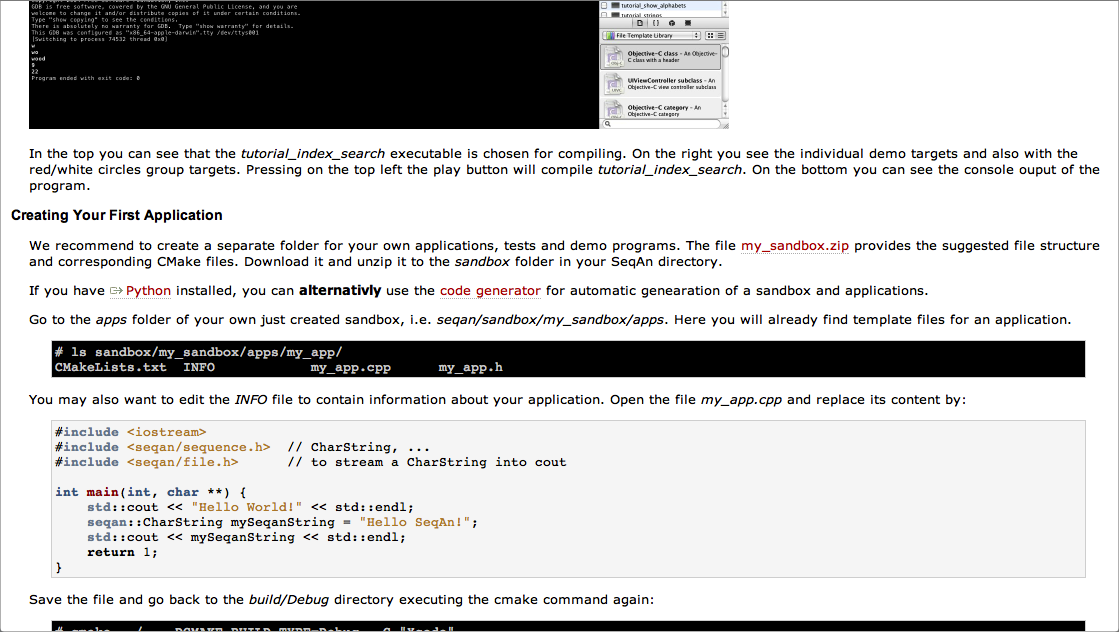 GDB is free software, covered by the GNU General Public License, and you are
welcome to change it and/or distribute copies of it under certain conditions.
Type "show copying" to see the conditions.
There is absolutely no warranty for GDB.  Type "show warranty" for details.
This GDB was configured as "x86_64-apple-darwin".tty /dev/ttys001
[Switching to process 74532 thread 0x0]
w
wo
wood
9
22
Program ended with exit code: 0
tutorial_show_alphabets
tutorial_strings
File Template Library
Objective-C class - An Objective-
C class with a header
UIViewController subclass - An
Objective-C view controller subclass
Objective-C category - An
Objective-C category
In the top you can see that the tutorial_index_search executable is chosen for compiling. On the right you see the individual demo targets and also with the
red/white circles group targets. Pressing on the top left the play button will compile tutorial_index_search. On the bottom you can see the console ouput of the
program.
Creating Your First Application
We recommend to create a separate folder for your own applications, tests and demo programs. The file my_sandbox.zip provides the suggested file structure
and corresponding CMake files. Download it and unzip it to the sandbox folder in your SeqAn directory.
If you have Python installed, you can alternativly use the code generator for automatic genearation of a sandbox and applications.
Go to the apps folder of your own just created sandbox, i.e. seqan/sandbox/my_sandbox/apps. Here you will already find template files for an application.
# ls sandbox/my_sandbox/apps/my_app/
CMakeLists.txt  INFO            my_app.cpp      my_app.h
You may also want to edit the INFO file to contain information about your application. Open the file my_app.cpp and replace its content by:
#include <iostream>
#include <seqan/sequence.h>  // CharString, ...
#include <seqan/file.h>      // to stream a CharString into cout
int main(int, char **) {
    std::cout << "Hello World!" << std::endl;
    seqan::CharString mySeqanString = "Hello SeqAn!";
    std::cout << mySeqanString << std::endl;
    return 1;
}
Save the file and go back to the build/Debug directory executing the cmake command again: